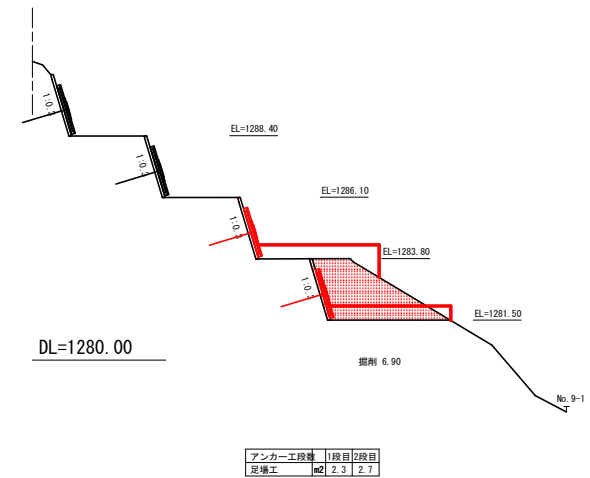 1:0.3
EL=1288.40
1:0.3
EL=1286.10
1:0.3
EL=1283.80
1:0.3
EL=1281.50
DL=1280.00
掘削 6.90
No.9-1
アンカー工段数 1段目 2段目
足場工 m2 2.3 2.7